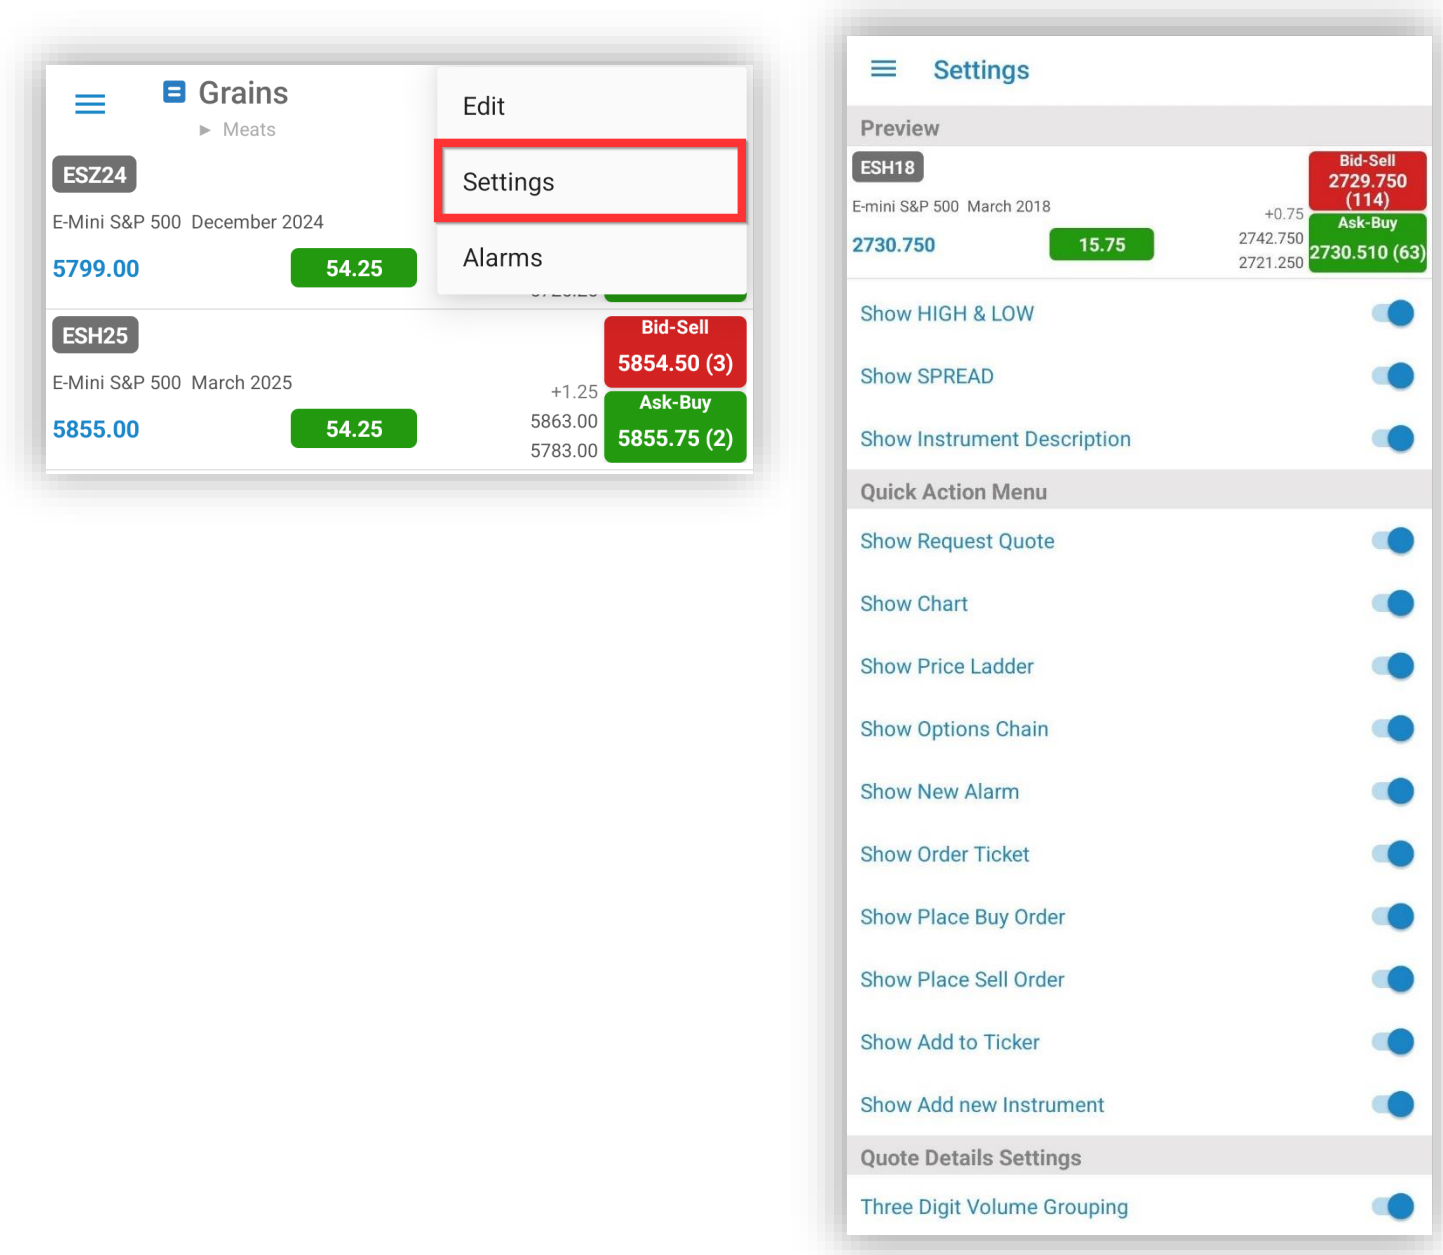 Grains
► Meats
Edit
Settings
Alarms
ESZ24
E-Mini S&P 500 December 2024
5799.00
54.25
ESH25
E-Mini S&P 500 March 2025
5855.00
54.25
+1.25
5863.00
5783.00
Bid-Sell
5854.50 (3)
Ask-Buy
5855.75 (2)
Settings
Preview
ESH18
E-mini S&P 500 March 2018
2730.750
15.75
+0.75
2742.750
2721.250
Bid-Sell
2729.750
(114)
Ask-Buy
2730.510 (63)
Show HIGH & LOW
Show SPREAD
Show Instrument Description
Quick Action Menu
Show Request Quote
Show Chart
Show Price Ladder
Show Options Chain
Show New Alarm
Show Order Ticket
Show Place Buy Order
Show Place Sell Order
Show Add to Ticker
Show Add new Instrument
Quote Details Settings
Three Digit Volume Grouping